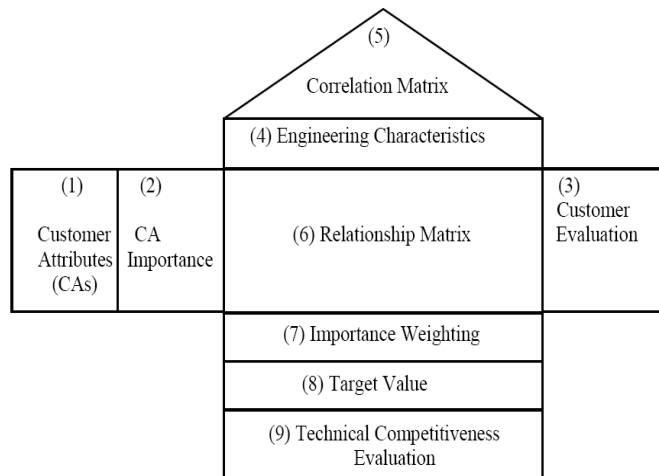 (5)
Correlation Matrix
(4) Engineering Characteristics
(1)
Customer
Attributes
(CAs)
(2)
CA
Importance
(6) Relationship Matrix
(3)
Customer
Evaluation
(7) Importance Weighting
(8) Target Value
(9) Technical Competitiveness
Evaluation